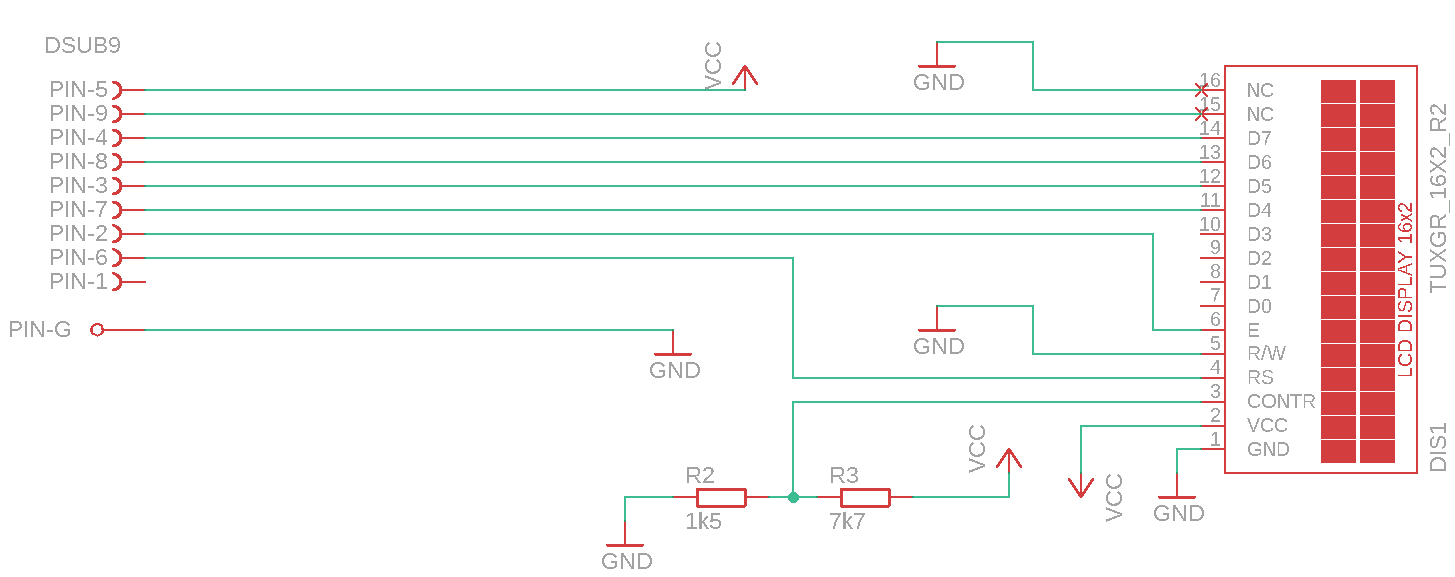 DSUB9
PIN-5
PIN-9
PIN-4
PIN-8
PIN-3
PIN-7
PIN-2
PIN-6
PIN-1
PIN-G
VCC
GND
GND
GND
R2
1k5
R3
7k7
GND
VCC
VCC
GND
16 NC
15 NC
14 D7
13 D6
12 D5
11 D4
10 D3
9 D2
8 D1
7 D0
6 E
5 R/W
4 RS
3 CONTR
2 VCC
1 GND
LCD DISPLAY 16x2
TUXGR_16X2_R2
DIS1